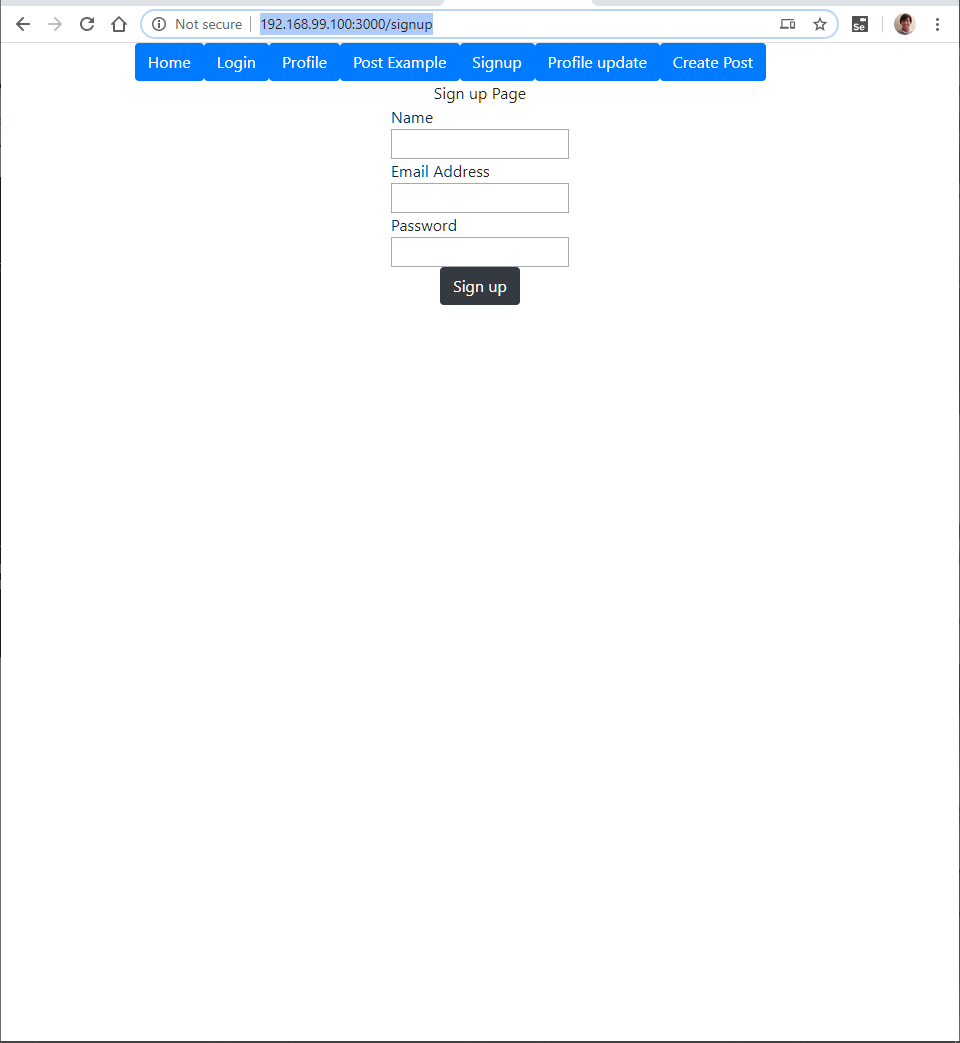 Not secure 192.168.99.100:3000/signup Se
Home Login Profile Post Example Signup Profile update Create Post
Sign up Page
Name
Email Address
Password
Sign up